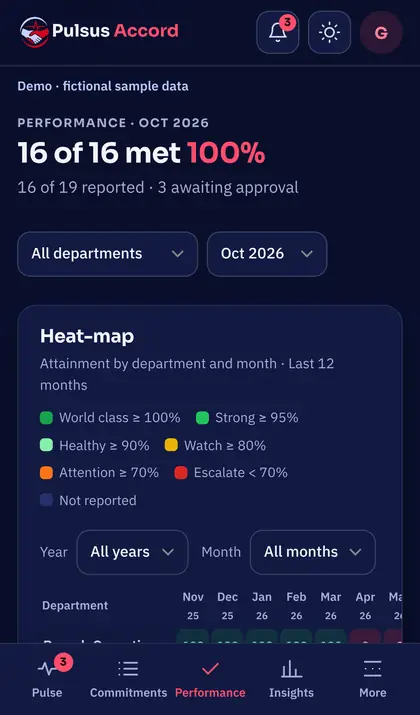 Pulsus Accord
3
G
Demo · fictional sample data
PERFORMANCE · OCT 2026
16 of 16 met 100%
16 of 19 reported · 3 awaiting approval
All departments
Oct 2026
Heat-map
Attainment by department and month · Last 12
months
World class ≥ 100% Strong ≥ 95%
Healthy ≥ 90% Watch ≥ 80%
Attention ≥ 70% Escalate < 70%
Not reported
Year All years Month All months
Department Nov Dec Jan Feb Mar Apr
25 25 26 26 26 26
3
Pulse Commitments Performance Insights More